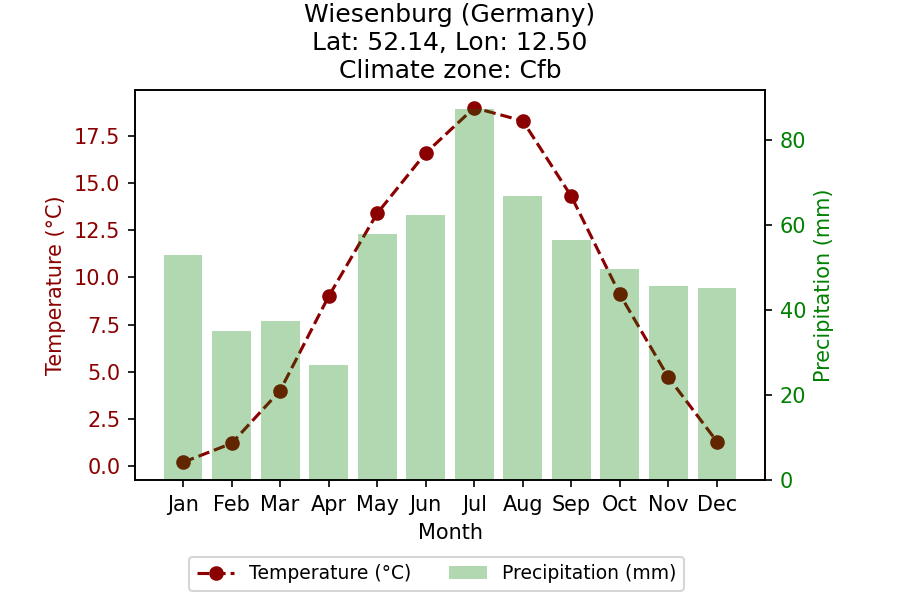 Wiesenburg (Germany)
Lat: 52.14, Lon: 12.50
Climate zone: Cfb
Temperature (°C)
17.5
15.0
12.5
10.0
7.5
5.0
2.5
0.0
80
60
40
20
0
Precipitation (mm)
Jan Feb Mar Apr May Jun Jul Aug Sep Oct Nov Dec
Month
Temperature (°C) Precipitation (mm)